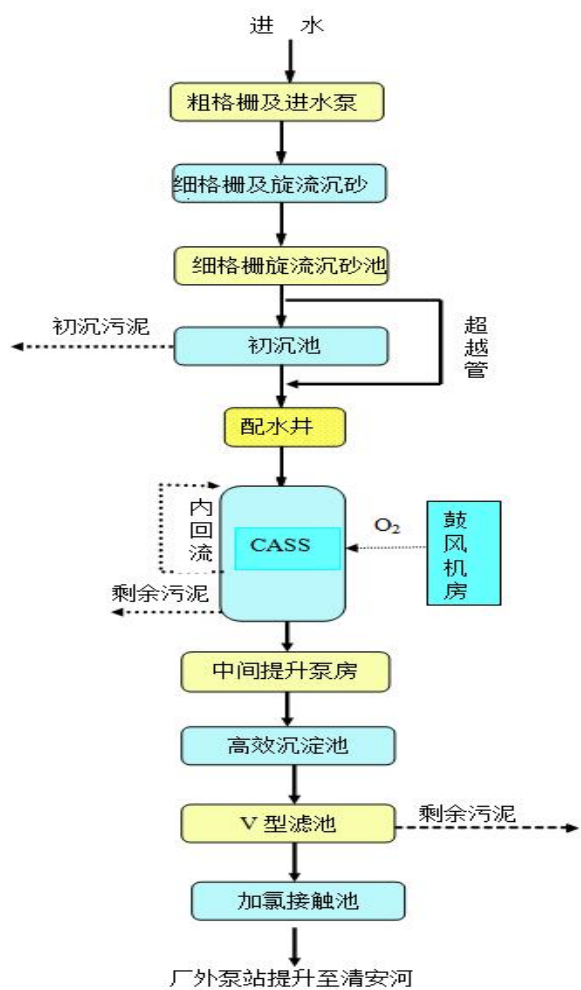 进 水
粗格栅及进水泵
细格栅及旋流沉砂
细格栅旋流沉砂池
初沉污泥
初沉池
超越管
配水井
内回流
CASS
O₂
鼓风机房
剩余污泥
中间提升泵房
高效沉淀池
V型滤池
剩余污泥
加氯接触池
厂外泵站提升至清安河